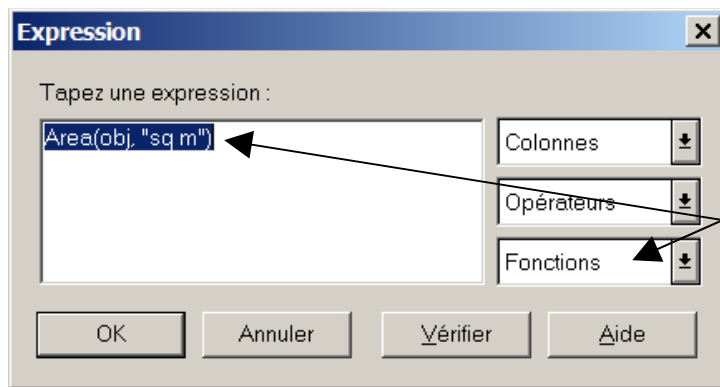 Expression
Tapez une expression :
Area(obj, "sq m")
Colonnes
Opérateurs
Fonctions
OK Annuler Vérifier Aide